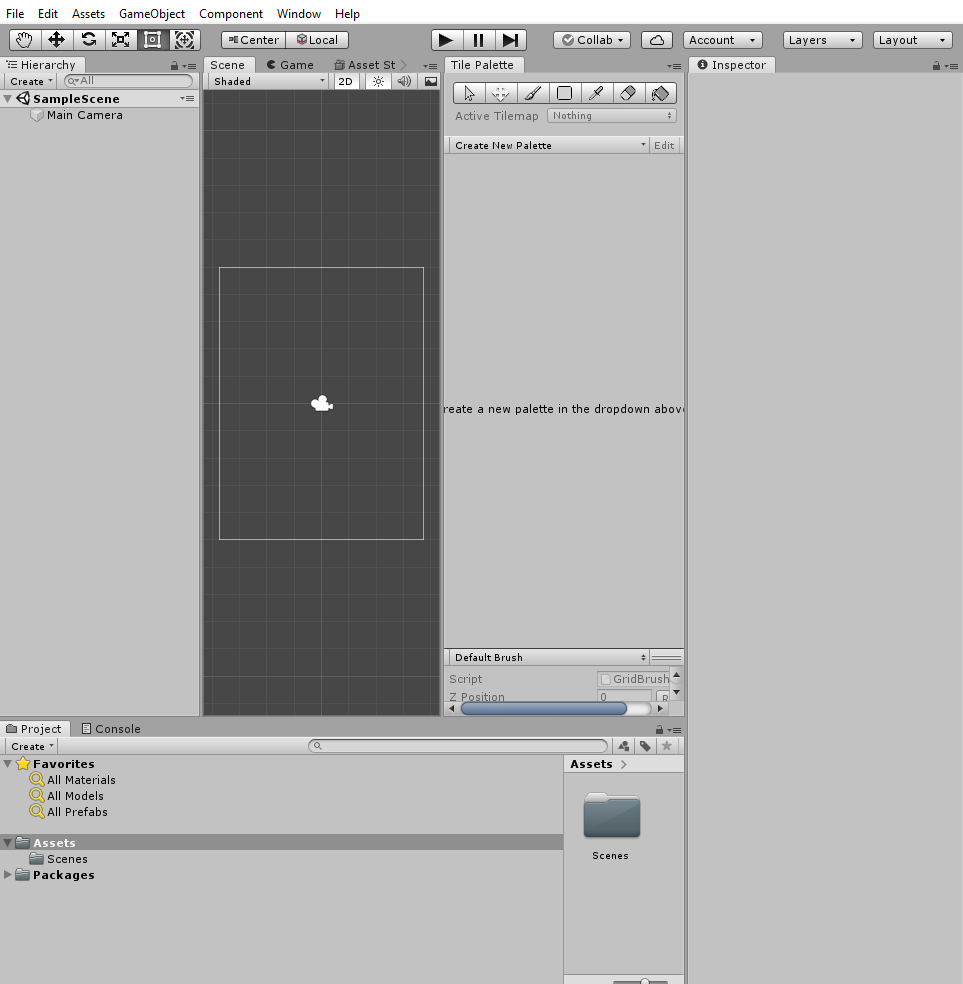 File Edit Assets GameObject Component Window Help
Center Local Collab Account Layers Layout
Hierarchy
Create All
SampleScene
Main Camera
Scene Game Asset St
Shaded 2D
Tile Palette
Active Tilemap Nothing
Create New Palette Edit
reate a new palette in the dropdown above
Default Brush
Script GridBrush
Z Position 0 R
Inspector
Project Console
Create
Favorites
All Materials
All Models
All Prefabs
Assets
Scenes
Packages
Assets
Scenes